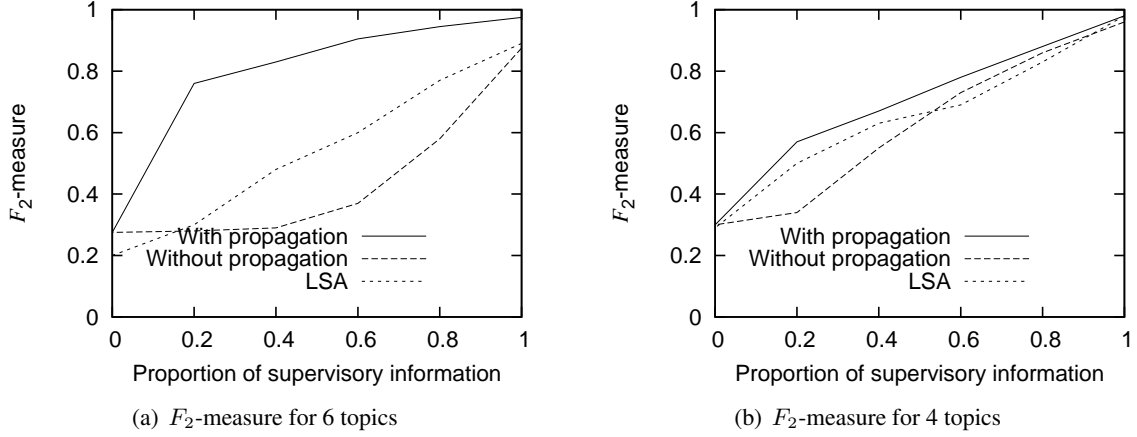 1
0.8
0.6
0.4
0.2
0
F2-measure
With propagation
Without propagation
LSA
0 0.2 0.4 0.6 0.8 1
Proportion of supervisory information
(a) F2-measure for 6 topics
1
0.8
0.6
0.4
0.2
0
F2-measure
With propagation
Without propagation
LSA
0 0.2 0.4 0.6 0.8 1
Proportion of supervisory information
(b) F2-measure for 4 topics